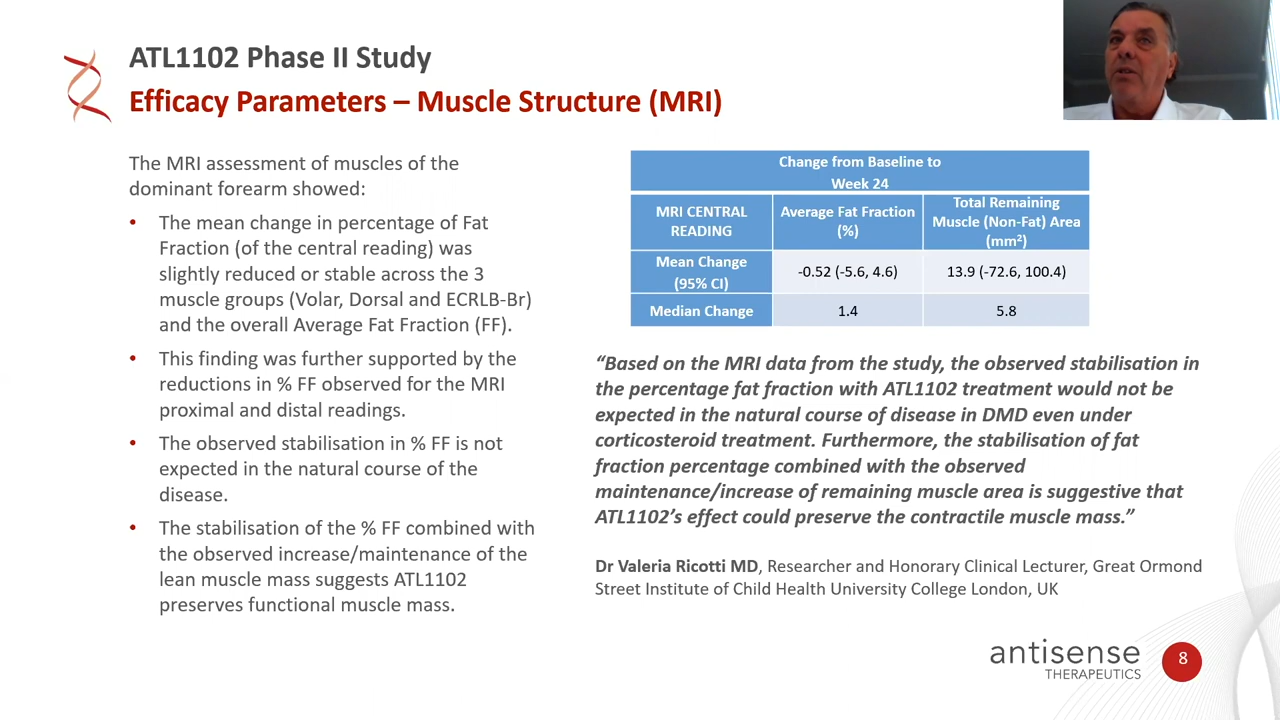 ATL1102 Phase II Study
Efficacy Parameters – Muscle Structure (MRI)
The MRI assessment of muscles of the
dominant forearm showed:
• The mean change in percentage of Fat
Fraction (of the central reading) was
slightly reduced or stable across the 3
muscle groups (Volar, Dorsal and ECRLB-Br)
and the overall Average Fat Fraction (FF).
• This finding was further supported by the
reductions in % FF observed for the MRI
proximal and distal readings.
• The observed stabilisation in % FF is not
expected in the natural course of the
disease.
• The stabilisation of the % FF combined with
the observed increase/maintenance of the
lean muscle mass suggests ATL1102
preserves functional muscle mass.
Change from Baseline to
Week 24
MRI CENTRAL
READING
Average Fat Fraction
(%)
Total Remaining
Muscle (Non-Fat) Area
(mm²)
Mean Change
(95% CI)
-0.52 (-5.6, 4.6)
13.9 (-72.6, 100.4)
Median Change
1.4
5.8
“Based on the MRI data from the study, the observed stabilisation in
the percentage fat fraction with ATL1102 treatment would not be
expected in the natural course of disease in DMD even under
corticosteroid treatment. Furthermore, the stabilisation of fat
fraction percentage combined with the observed
maintenance/increase of remaining muscle area is suggestive that
ATL1102’s effect could preserve the contractile muscle mass.”
Dr Valeria Ricotti MD, Researcher and Honorary Clinical Lecturer, Great Ormond
Street Institute of Child Health University College London, UK
antisense
THERAPEUTICS
8